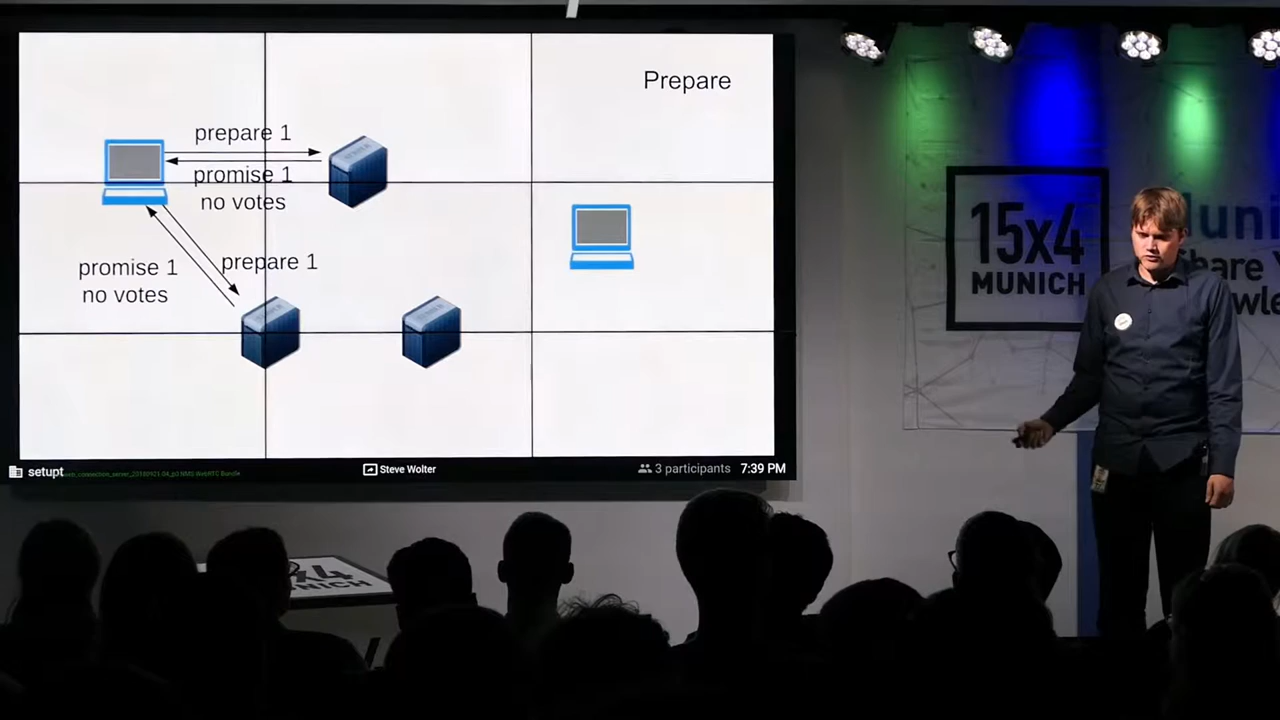 Prepare
prepare 1
promise 1
no votes
prepare 1
promise 1
no votes
setupt
Steve Wolter
3 participants 7:39 PM
15x4
MUNICH
Share